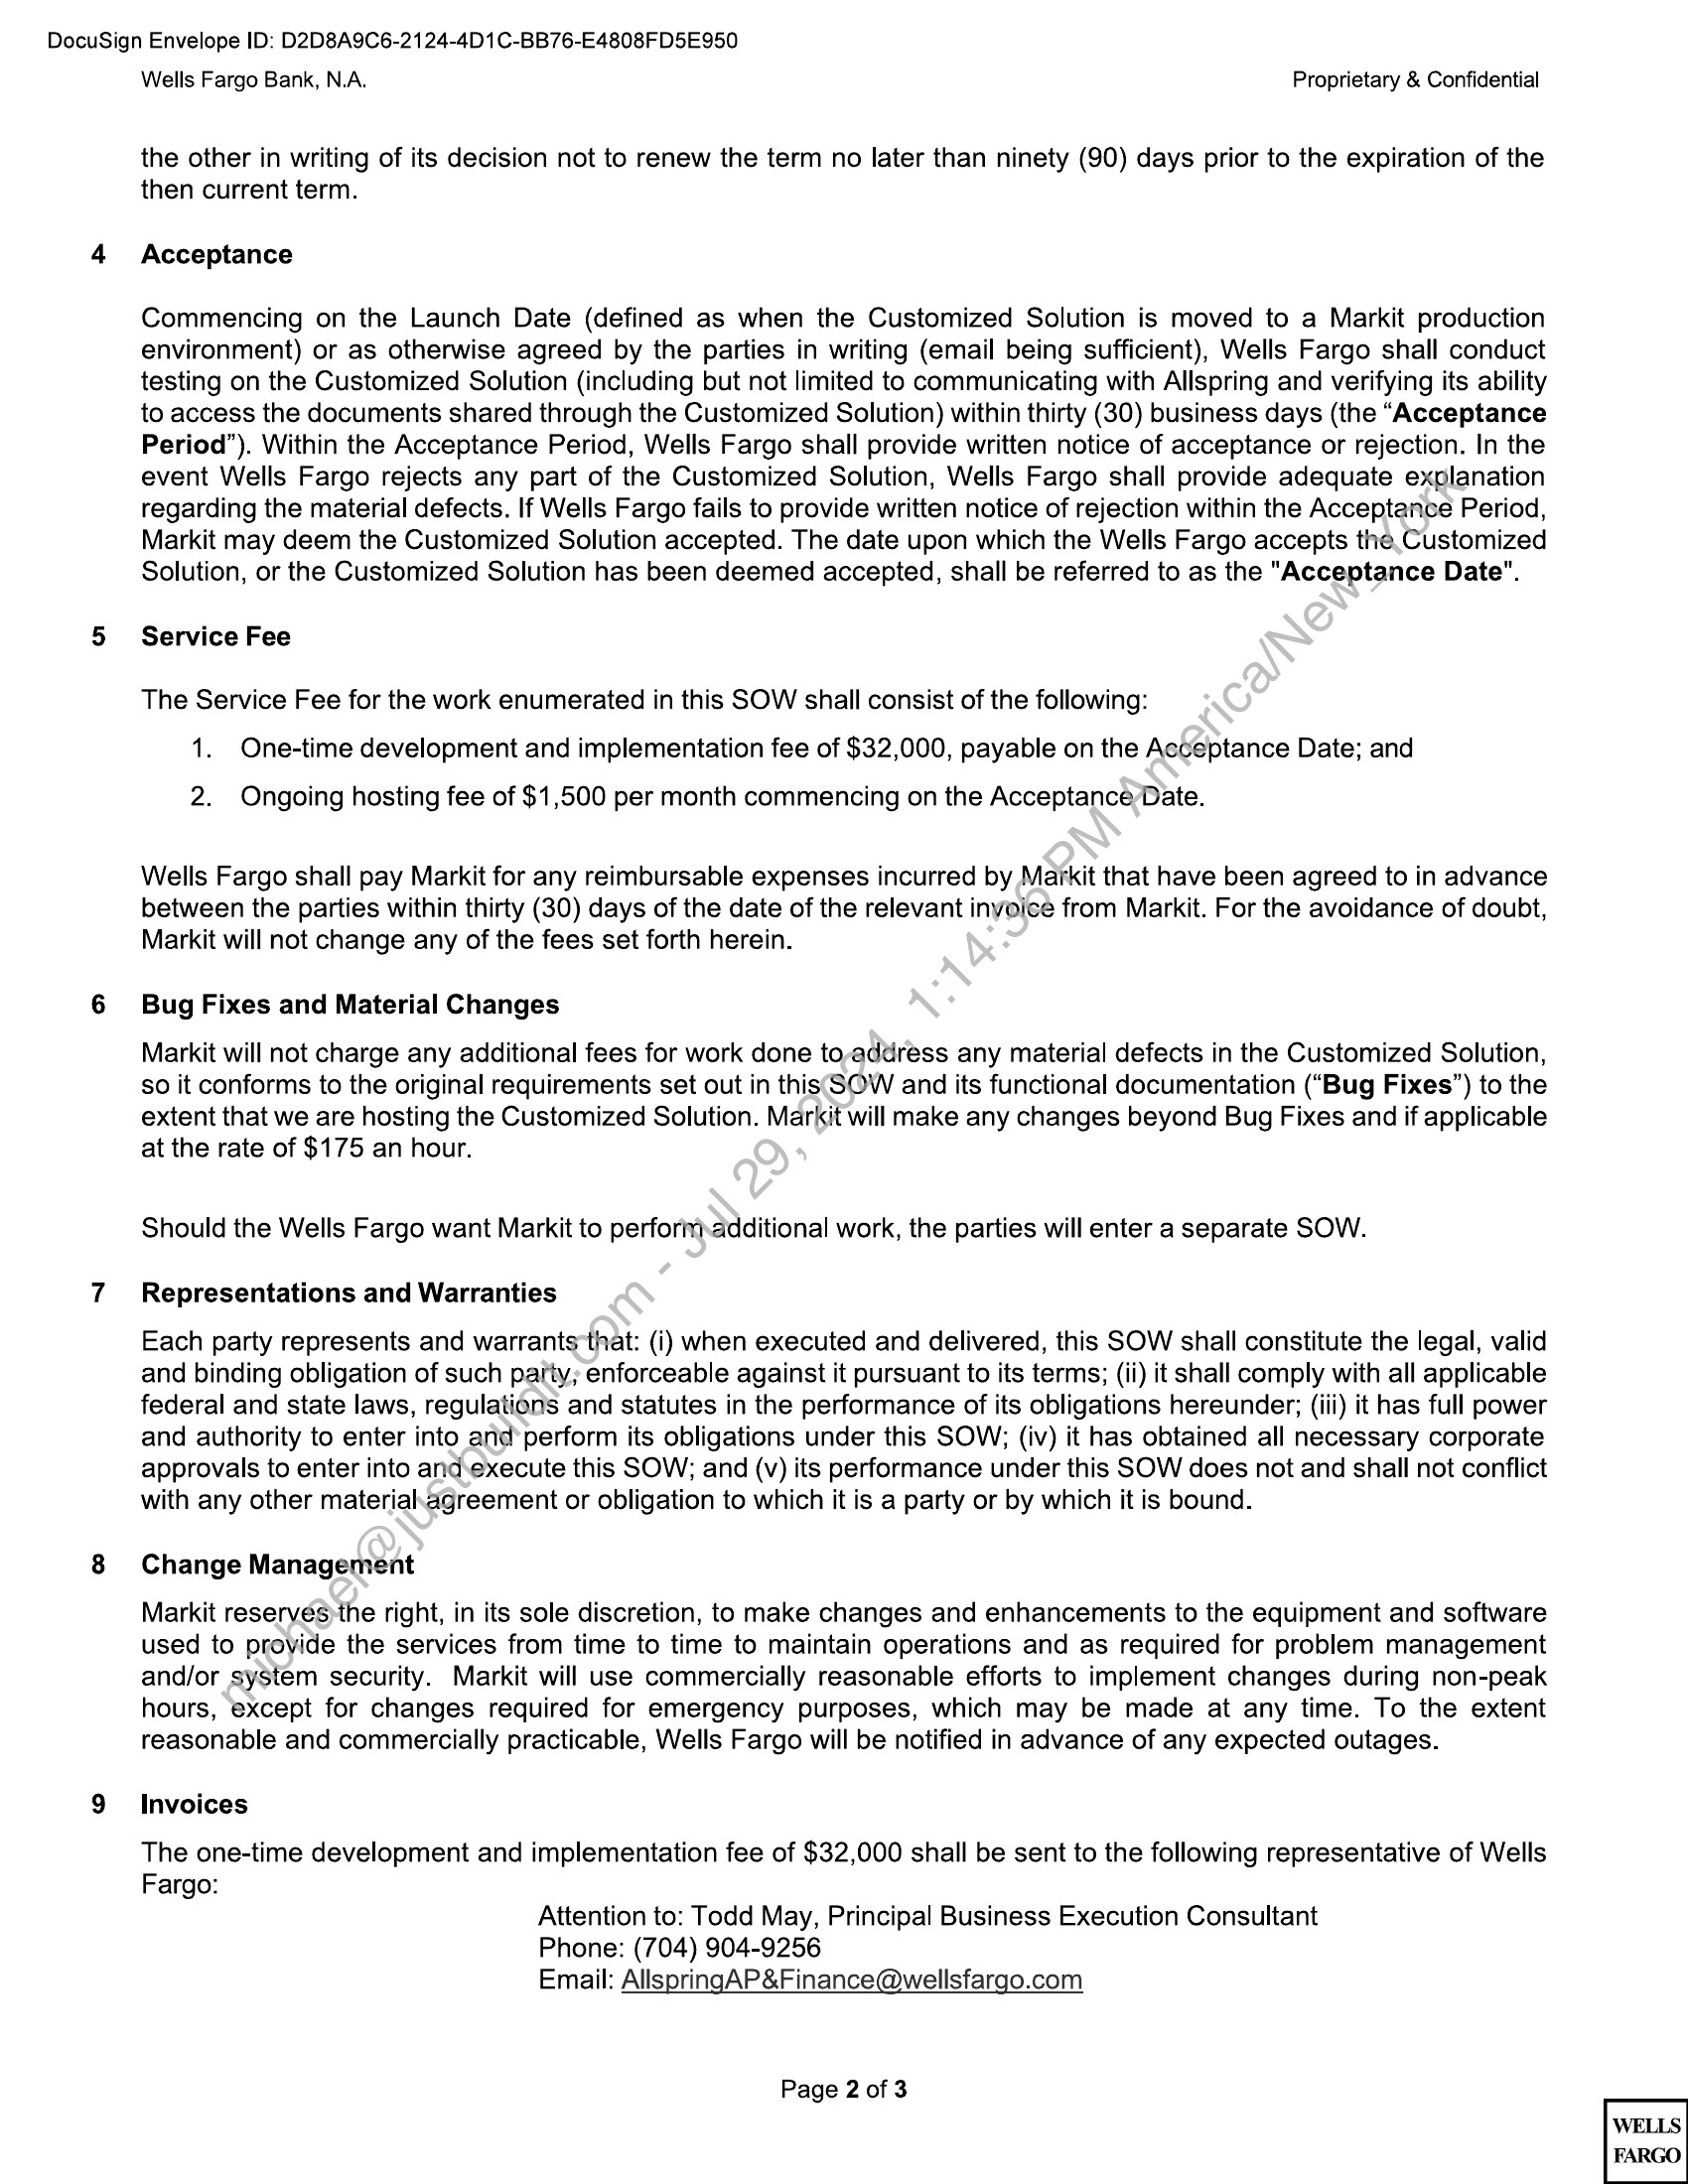 DocuSign Envelope ID: D2D8A9C6-2124-4D1C-BB76-E4808FD5E950
Wells Fargo Bank, N.A. Proprietary & Confidential
the other in writing of its decision not to renew the term no later than ninety (90) days prior to the expiration of the
then current term.
4 Acceptance
Commencing on the Launch Date (defined as when the Customized Solution is moved to a Markit production
environment) or as otherwise agreed by the parties in writing (email being sufficient), Wells Fargo shall conduct
testing on the Customized Solution (including but not limited to communicating with Allspring and verifying its ability
to access the documents shared through the Customized Solution) within thirty (30) business days (the “Acceptance
Period”). Within the Acceptance Period, Wells Fargo shall provide written notice of acceptance or rejection. In the
event Wells Fargo rejects any part of the Customized Solution, Wells Fargo shall provide adequate explanation
regarding the material defects. If Wells Fargo fails to provide written notice of rejection within the Acceptance Period,
Markit may deem the Customized Solution accepted. The date upon which the Wells Fargo accepts the Customized
Solution, or the Customized Solution has been deemed accepted, shall be referred to as the "Acceptance Date".
5 Service Fee
The Service Fee for the work enumerated in this SOW shall consist of the following:
1. One-time development and implementation fee of $32,000, payable on the Acceptance Date; and
2. Ongoing hosting fee of $1,500 per month commencing on the Acceptance Date.
Wells Fargo shall pay Markit for any reimbursable expenses incurred by Markit that have been agreed to in advance
between the parties within thirty (30) days of the date of the relevant invoice from Markit. For the avoidance of doubt,
Markit will not change any of the fees set forth herein.
6 Bug Fixes and Material Changes
Markit will not charge any additional fees for work done to address any material defects in the Customized Solution,
so it conforms to the original requirements set out in this SOW and its functional documentation (“Bug Fixes”) to the
extent that we are hosting the Customized Solution. Markit will make any changes beyond Bug Fixes and if applicable
at the rate of $175 an hour.
Should the Wells Fargo want Markit to perform additional work, the parties will enter a separate SOW.
7 Representations and Warranties
Each party represents and warrants that: (i) when executed and delivered, this SOW shall constitute the legal, valid
and binding obligation of such party, enforceable against it pursuant to its terms; (ii) it shall comply with all applicable
federal and state laws, regulations and statutes in the performance of its obligations hereunder; (iii) it has full power
and authority to enter into and perform its obligations under this SOW; (iv) it has obtained all necessary corporate
approvals to enter into and execute this SOW; and (v) its performance under this SOW does not and shall not conflict
with any other material agreement or obligation to which it is a party or by which it is bound.
8 Change Management
Markit reserves the right, in its sole discretion, to make changes and enhancements to the equipment and software
used to provide the services from time to time to maintain operations and as required for problem management
and/or system security. Markit will use commercially reasonable efforts to implement changes during non-peak
hours, except for changes required for emergency purposes, which may be made at any time. To the extent
reasonable and commercially practicable, Wells Fargo will be notified in advance of any expected outages.
9 Invoices
The one-time development and implementation fee of $32,000 shall be sent to the following representative of Wells
Fargo:
Attention to: Todd May, Principal Business Execution Consultant
Phone: (704) 904-9256
Email: AllspringAP&Finance@wellsfargo.com
Page 2 of 3
WELLS
FARGO
michael@justbuildit.com - Jul 29, 2024, 1:14:36 PM America/New_York